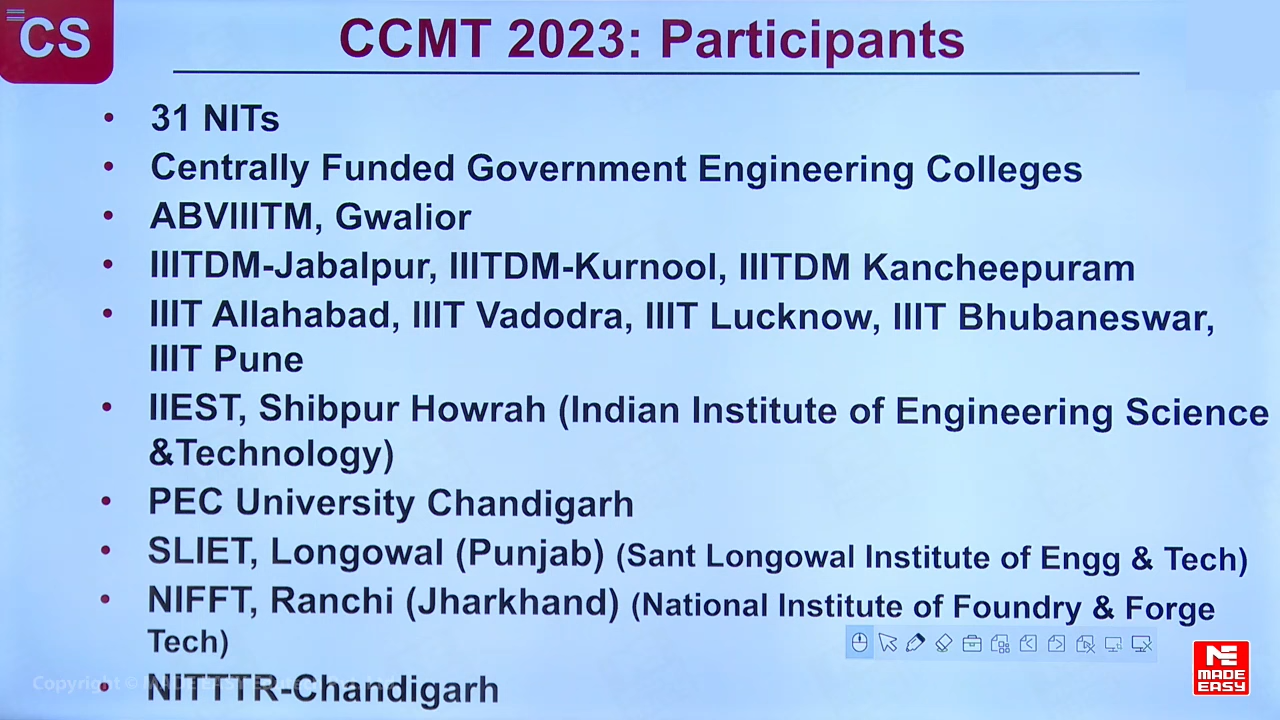 CS
CCMT 2023: Participants
• 31 NITs
• Centrally Funded Government Engineering Colleges
• ABVIIITM, Gwalior
• IIITDM-Jabalpur, IIITDM-Kurnool, IIITDM Kancheepuram
• IIIT Allahabad, IIIT Vadodra, IIIT Lucknow, IIIT Bhubaneswar,
IIIT Pune
• IIEST, Shibpur Howrah (Indian Institute of Engineering Science
&Technology)
• PEC University Chandigarh
• SLIET, Longowal (Punjab) (Sant Longowal Institute of Engg & Tech)
• NIFFT, Ranchi (Jharkhand) (National Institute of Foundry & Forge
Tech)
• NITTTR-Chandigarh
Copyright © MADE EASY
MADE
EASY